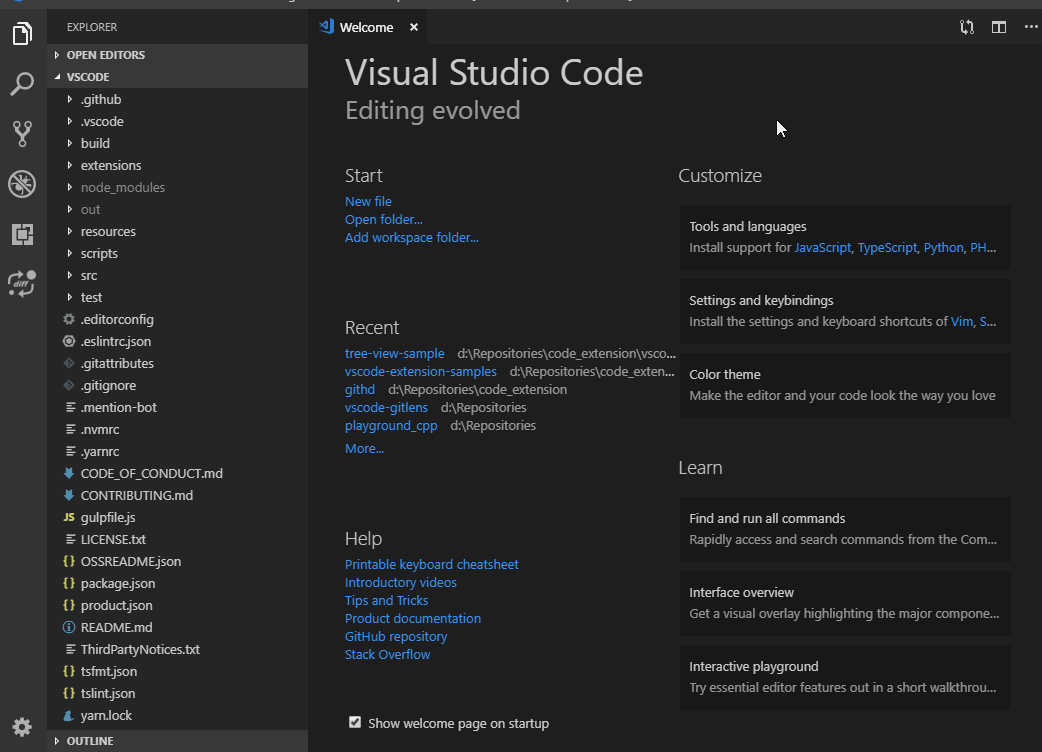 EXPLORER
OPEN EDITORS
VSCODE
.github
.vscode
build
extensions
node_modules
out
resources
scripts
src
test
.editorconfig
.eslintrc.json
.gitattributes
.gitignore
.mention-bot
.nvmrc
.yarnrc
CODE_OF_CONDUCT.md
CONTRIBUTING.md
JS gulpfile.js
LICENSE.txt
{} OSSREADME.json
{} package.json
{} product.json
README.md
ThirdPartyNotices.txt
{} tsfmt.json
{} tslint.json
yarn.lock
OUTLINE
diff
Welcome ×
Visual Studio Code
Editing evolved
Start
New file
Open folder...
Add workspace folder...
Recent
tree-view-sample d:\Repositories\code_extension\vsco...
vscode-extension-samples d:\Repositories\code_exten...
githd d:\Repositories\code_extension
vscode-gitlens d:\Repositories
playground_cpp d:\Repositories
More...
Help
Printable keyboard cheatsheet
Introductory videos
Tips and Tricks
Product documentation
GitHub repository
Stack Overflow
Show welcome page on startup
Customize
Tools and languages
Install support for JavaScript, TypeScript, Python, PH...
Settings and keybindings
Install the settings and keyboard shortcuts of Vim, S...
Color theme
Make the editor and your code look the way you love
Learn
Find and run all commands
Rapidly access and search commands from the Com...
Interface overview
Get a visual overlay highlighting the major compone...
Interactive playground
Try essential editor features out in a short walkthrou...